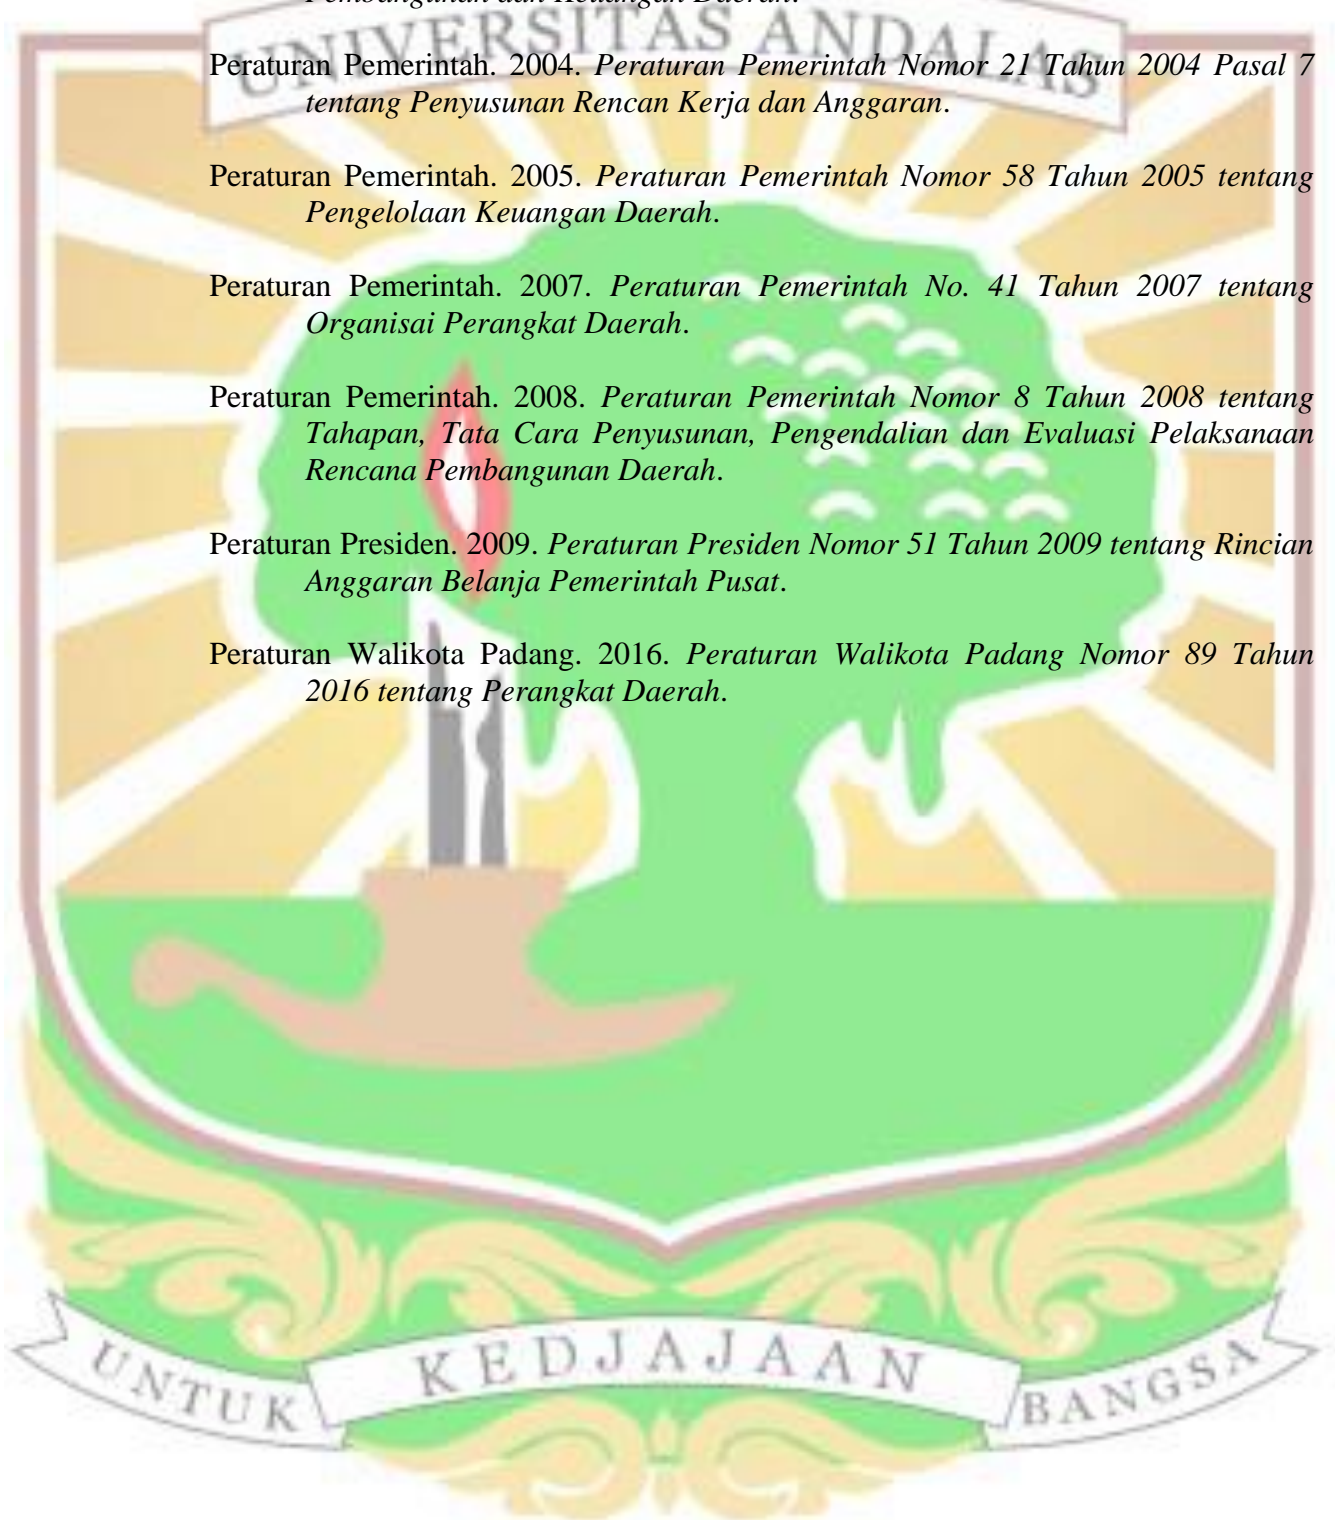 Pembangunan dan Keuangan Daerah.
UNIVERSITAS ANDALAS
Peraturan Pemerintah. 2004. Peraturan Pemerintah Nomor 21 Tahun 2004 Pasal 7
tentang Penyusunan Rencan Kerja dan Anggaran.
Peraturan Pemerintah. 2005. Peraturan Pemerintah Nomor 58 Tahun 2005 tentang
Pengelolaan Keuangan Daerah.
Peraturan Pemerintah. 2007. Peraturan Pemerintah No. 41 Tahun 2007 tentang
Organisai Perangkat Daerah.
Peraturan Pemerintah. 2008. Peraturan Pemerintah Nomor 8 Tahun 2008 tentang
Tahapan, Tata Cara Penyusunan, Pengendalian dan Evaluasi Pelaksanaan
Rencana Pembangunan Daerah.
Peraturan Presiden. 2009. Peraturan Presiden Nomor 51 Tahun 2009 tentang Rincian
Anggaran Belanja Pemerintah Pusat.
Peraturan Walikota Padang. 2016. Peraturan Walikota Padang Nomor 89 Tahun
2016 tentang Perangkat Daerah.
UNTUK KEDJAJAAN BANGSA